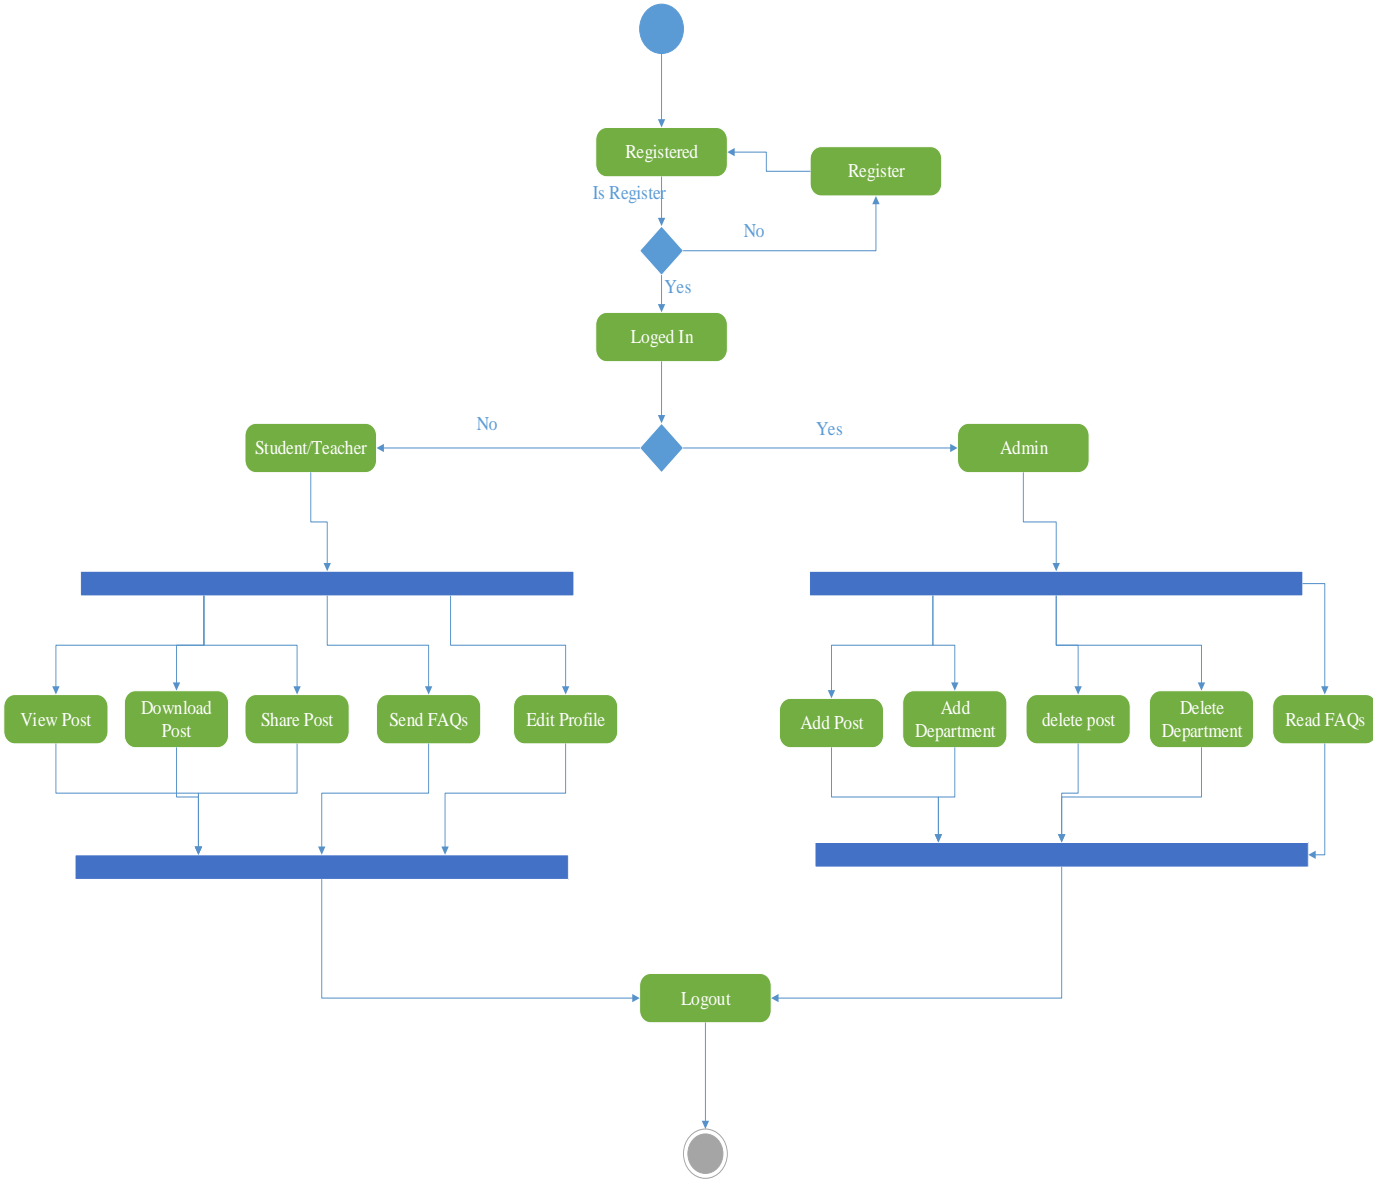 Registered
Register
Is Register
No
Yes
Loged In
No
Yes
Student/Teacher
Admin
View Post
Download
Post
Share Post
Send FAQs
Edit Profile
Add Post
Add
Department
delete post
Delete
Department
Read FAQs
Logout